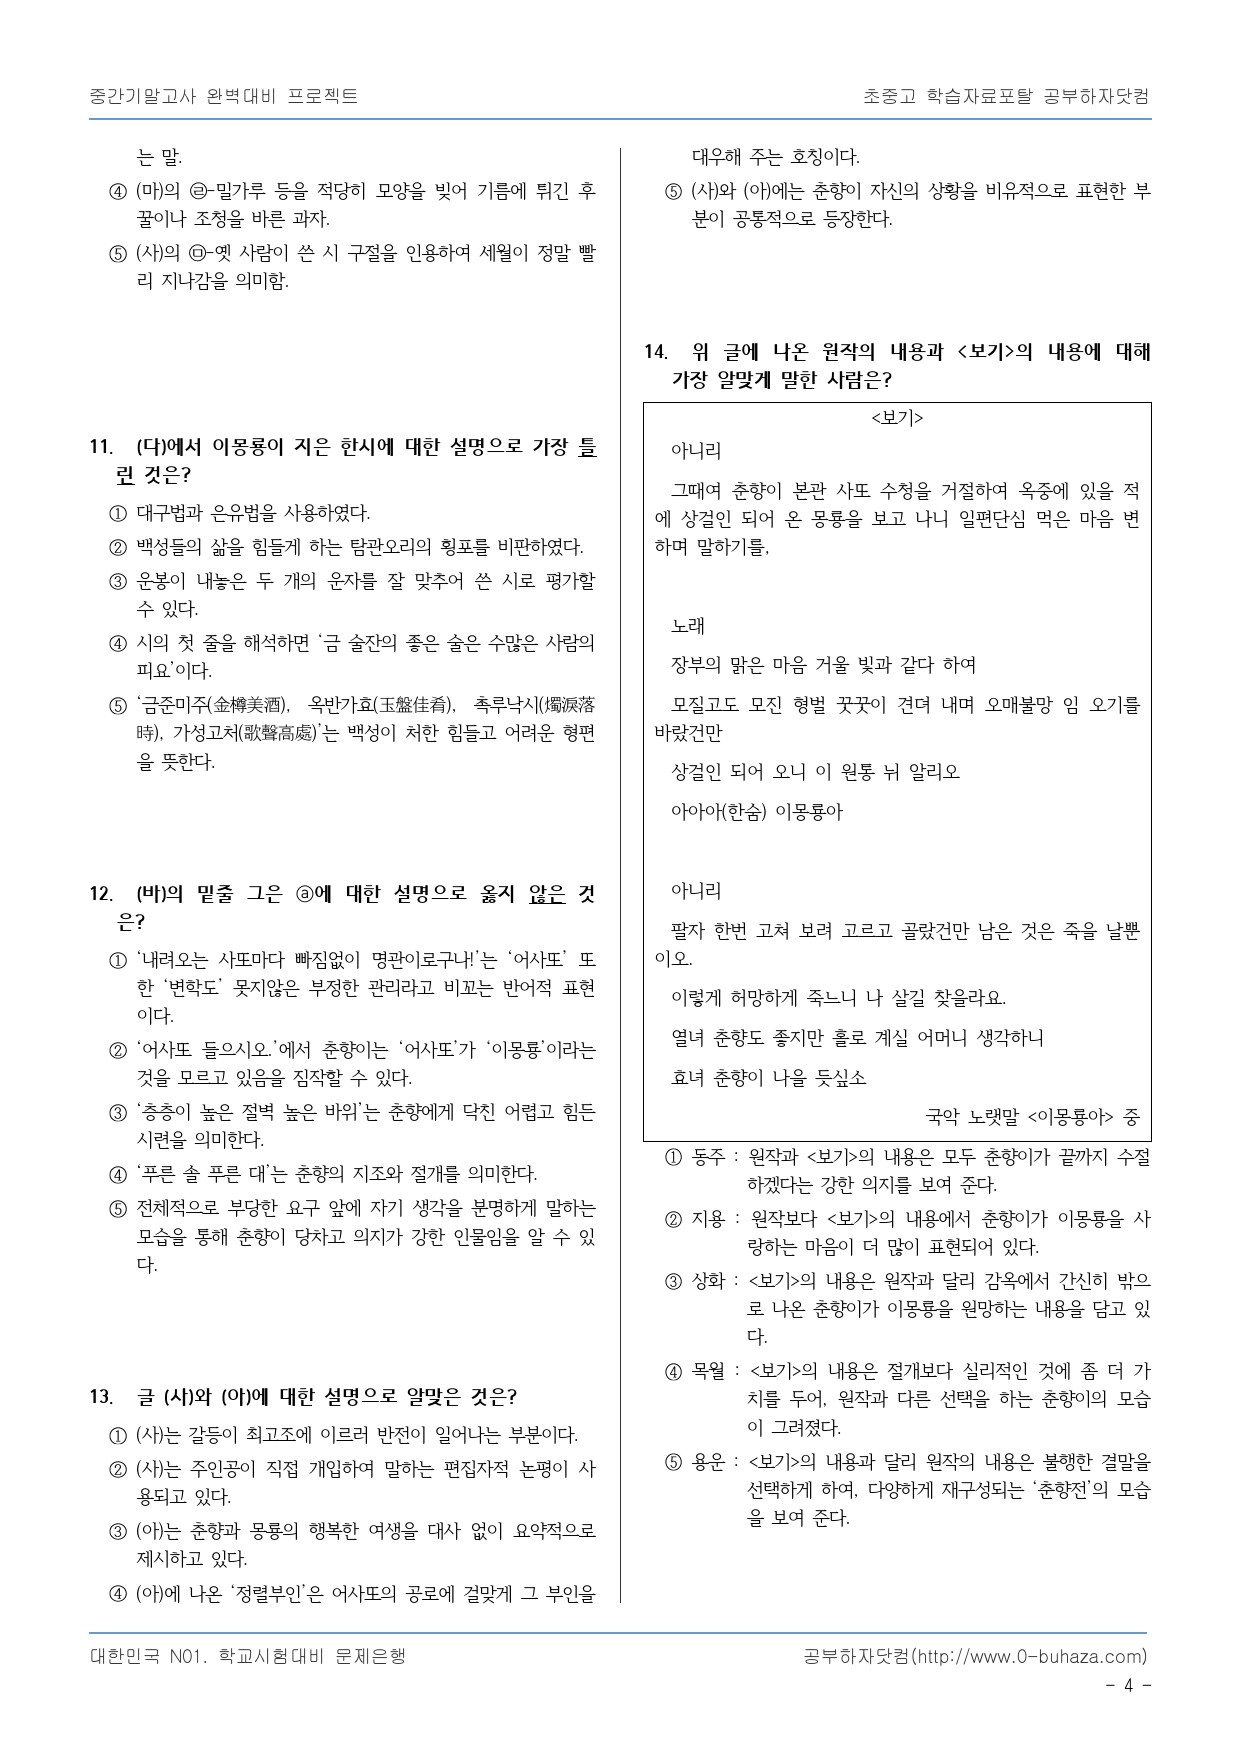 중간기말고사 완벽대비 프로젝트
초중고 학습자료포탈 공부하자닷컴
는 말.
④ (마)의 ㉣-밀가루 등을 적당히 모양을 빚어 기름에 튀긴 후
꿀이나 조청을 바른 과자.
⑤ (사)의 ㉤-옛 사람이 쓴 시 구절을 인용하여 세월이 정말 빨
리 지나감을 의미함.
11. (다)에서 이몽룡이 지은 한시에 대한 설명으로 가장 틀
린 것은?
① 대구법과 은유법을 사용하였다.
② 백성들의 삶을 힘들게 하는 탐관오리의 횡포를 비판하였다.
③ 운봉이 내놓은 두 개의 운자를 잘 맞추어 쓴 시로 평가할
수 있다.
④ 시의 첫 줄을 해석하면 ‘금 술잔의 좋은 술은 수많은 사람의
피요’이다.
⑤ ‘금준미주(金樽美酒), 옥반가효(玉盤佳肴), 촉루낙시(燭淚落
時), 가성고처(歌聲高處)’는 백성이 처한 힘들고 어려운 형편
을 뜻한다.
12. (바)의 밑줄 그은 ⓐ에 대한 설명으로 옳지 않은 것
은?
① ‘내려오는 사또마다 빠짐없이 명관이로구나!’는 ‘어사또’ 또
한 ‘변학도’ 못지않은 부정한 관리라고 비꼬는 반어적 표현
이다.
② ‘어사또 들으시오.’에서 춘향이는 ‘어사또’가 ‘이몽룡’이라는
것을 모르고 있음을 짐작할 수 있다.
③ ‘층층이 높은 절벽 높은 바위’는 춘향에게 닥친 어렵고 힘든
시련을 의미한다.
④ ‘푸른 솔 푸른 대’는 춘향의 지조와 절개를 의미한다.
⑤ 전체적으로 부당한 요구 앞에 자기 생각을 분명하게 말하는
모습을 통해 춘향이 당차고 의지가 강한 인물임을 알 수 있
다.
13. 글 (사)와 (아)에 대한 설명으로 알맞은 것은?
① (사)는 갈등이 최고조에 이르러 반전이 일어나는 부분이다.
② (사)는 주인공이 직접 개입하여 말하는 편집자적 논평이 사
용되고 있다.
③ (아)는 춘향과 몽룡의 행복한 여생을 대사 없이 요약적으로
제시하고 있다.
④ (아)에 나온 ‘정렬부인’은 어사또의 공로에 걸맞게 그 부인을
대우해 주는 호칭이다.
⑤ (사)와 (아)에는 춘향이 자신의 상황을 비유적으로 표현한 부
분이 공통적으로 등장한다.
14. 위 글에 나온 원작의 내용과 <보기>의 내용에 대해
가장 알맞게 말한 사람은?
<보기>
아니리
그때여 춘향이 본관 사또 수청을 거절하여 옥중에 있을 적
에 상걸인 되어 온 몽룡을 보고 나니 일편단심 먹은 마음 변
하며 말하기를,
노래
장부의 맑은 마음 거울 빛과 같다 하여
모질고도 모진 형벌 꿋꿋이 견뎌 내며 오매불망 임 오기를
바랐건만
상걸인 되어 오니 이 원통 뉘 알리오
아아아(한숨) 이몽룡아
아니리
팔자 한번 고쳐 보려 고르고 골랐건만 남은 것은 죽을 날뿐
이오.
이렇게 허망하게 죽느니 나 살길 찾을라요.
열녀 춘향도 좋지만 홀로 계실 어머니 생각하니
효녀 춘향이 나을 듯싶소
국악 노랫말 <이몽룡아> 중
① 동주 : 원작과 <보기>의 내용은 모두 춘향이가 끝까지 수절
하겠다는 강한 의지를 보여 준다.
② 지용 : 원작보다 <보기>의 내용에서 춘향이가 이몽룡을 사
랑하는 마음이 더 많이 표현되어 있다.
③ 상화 : <보기>의 내용은 원작과 달리 감옥에서 간신히 밖으
로 나온 춘향이가 이몽룡을 원망하는 내용을 담고 있
다.
④ 목월 : <보기>의 내용은 절개보다 실리적인 것에 좀 더 가
치를 두어, 원작과 다른 선택을 하는 춘향이의 모습
이 그려졌다.
⑤ 용운 : <보기>의 내용과 달리 원작의 내용은 불행한 결말을
선택하게 하여, 다양하게 재구성되는 ‘춘향전’의 모습
을 보여 준다.
대한민국 N01. 학교시험대비 문제은행
공부하자닷컴(http://www.0-buhaza.com)
- 4 -